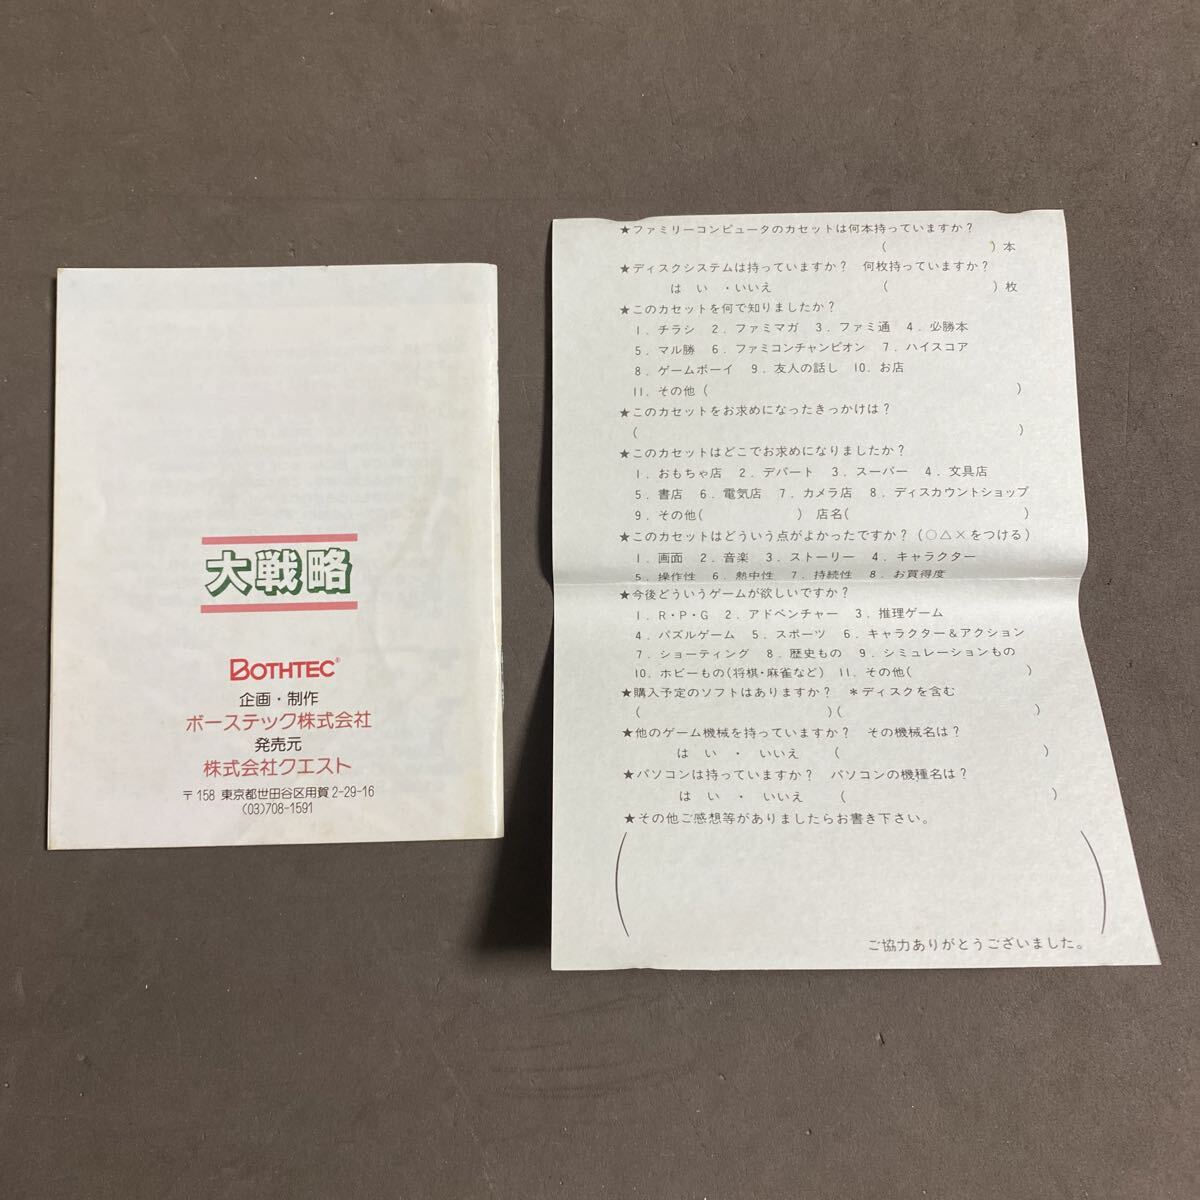 大戦略
BOTHTEC®
企画・制作
ボーステック株式会社
発売元
株式会社クエスト
〒158 東京都世田谷区用賀2-29-16
(03)708-1591
★ファミリーコンピュータのカセットは何本持っていますか？
( )本
★ディスクシステムは持っていますか？ 何枚持っていますか？
は い ・いいえ ( )枚
★このカセットを何で知りましたか？
1．チラシ 2．ファミマガ 3．ファミ通 4．必勝本
5．マル勝 6．ファミコンチャンピオン 7．ハイスコア
8．ゲームボーイ 9．友人の話し 10．お店
11．その他 ( )
★このカセットをお求めになったきっかけは？
( )
★このカセットはどこでお求めになりましたか？
1．おもちゃ店 2．デパート 3．スーパー 4．文具店
5．書店 6．電気店 7．カメラ店 8．ディスカウントショップ
9．その他( ) 店名( )
★このカセットはどういう点がよかったですか？(○△×をつける)
1．画面 2．音楽 3．ストーリー 4．キャラクター
5．操作性 6．熱中性 7．持続性 8．お買得度
★今後どういうゲームが欲しいですか？
1．R・P・G 2．アドベンチャー 3．推理ゲーム
4．パズルゲーム 5．スポーツ 6．キャラクター＆アクション
7．シューティング 8．歴史もの 9．シミュレーションもの
10．ホビーもの(将棋・麻雀など) 11．その他( )
★購入予定のソフトはありますか？ ＊ディスクを含む
( )( )
★他のゲーム機械を持っていますか？ その機械名は？
は い ・ いいえ ( )
★パソコンは持っていますか？ パソコンの機種名は？
は い ・ いいえ ( )
★その他ご感想等がありましたらお書き下さい。
( )
ご協力ありがとうございました。